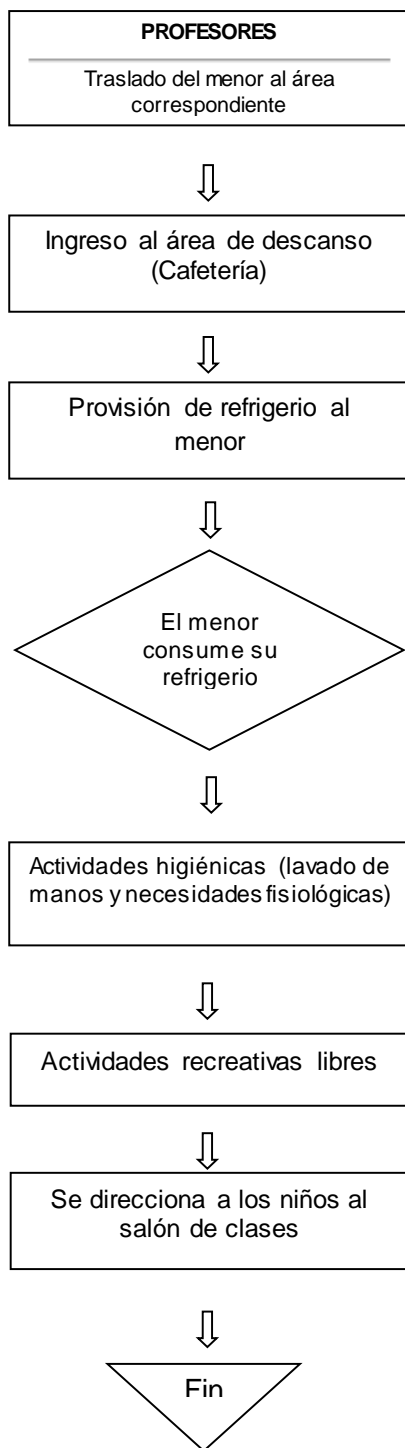 PROFESORES
Traslado del menor al área
correspondiente
Ingreso al área de descanso
(Cafetería)
Provisión de refrigerio al
menor
El menor
consume su
refrigerio
Actividades higiénicas (lavado de
manos y necesidades fisiológicas)
Actividades recreativas libres
Se direcciona a los niños al
salón de clases
Fin